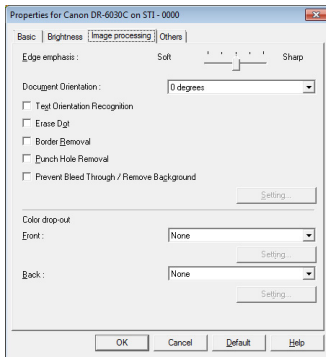 Properties for Canon DR-6030C on STI - 0000
Basic Brightness Image processing Others
Edge emphasis: Soft Sharp
Document Orientation : 0 degrees
Text Orientation Recognition
Erase Dot
Border Removal
Punch Hole Removal
Prevent Bleed Through / Remove Background
Setting...
Color drop-out
Front : None
Setting...
Back : None
Setting...
OK Cancel Default Help